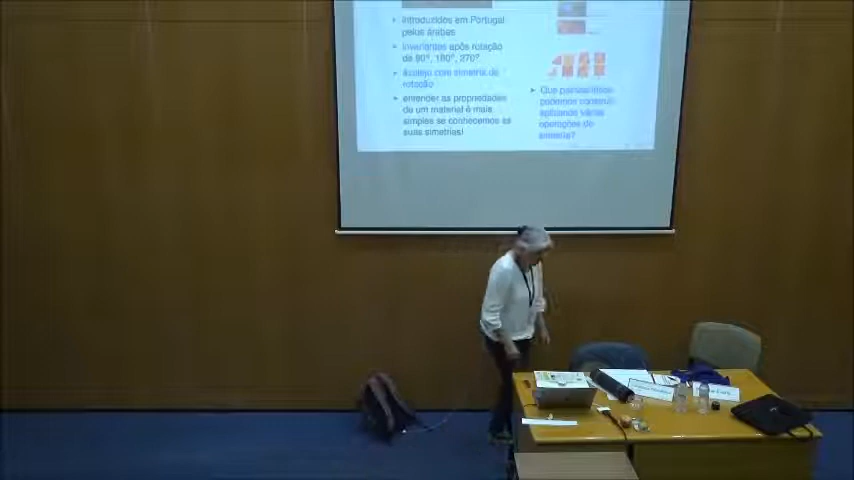 introduzidos em Portugal
pelos árabes
invariantes após rotação
de 90º, 180º, 270º
Azulejo com simetria de
rotação
entender as propriedades
de um material é mais
simples se conhecemos as
suas simetrias!
Que
podemos construir
aplicando várias
operações de
simetria?